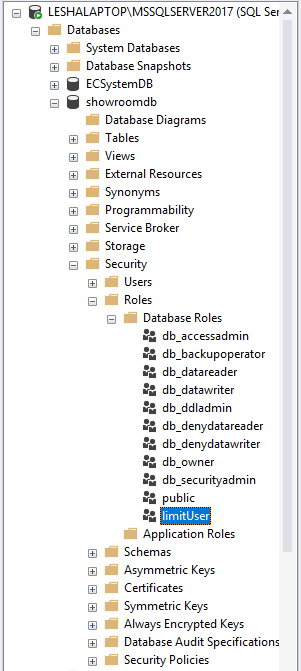 LESHALAPTOP\MSSQLSERVER2017 (SQL Ser
Databases
System Databases
Database Snapshots
ECSystemDB
showroomdb
Database Diagrams
Tables
Views
External Resources
Synonyms
Programmability
Service Broker
Storage
Security
Users
Roles
Database Roles
db_accessadmin
db_backupoperator
db_datareader
db_datawriter
db_ddladmin
db_denydatareader
db_denydatawriter
db_owner
db_securityadmin
public
limitUser
Application Roles
Schemas
Asymmetric Keys
Certificates
Symmetric Keys
Always Encrypted Keys
Database Audit Specifications
Security Policies